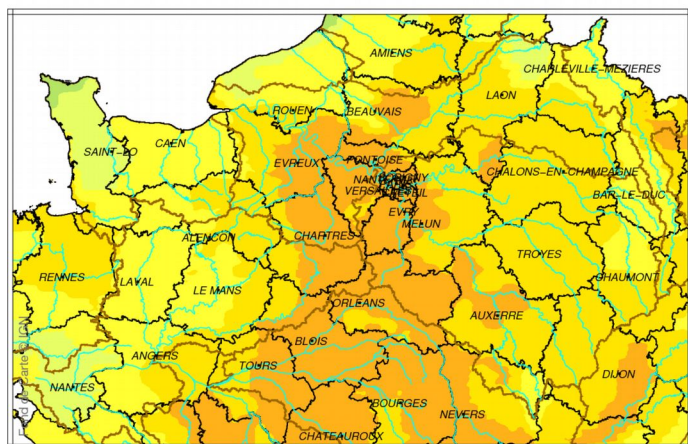 AMIENS
CHARLEVILLE-MEZIERES
LAON
ROUEN
BEAUVAIS
SAINT-LO
CAEN
EVREUX
PONTOISE
CHALONS-EN-CHAMPAGNE
BAR-LE-DUC
EVRY
MELUN
ALENCON
CHARTRES
TROYES
RENNES
LAVAL
LE MANS
CHAUMONT
ORLEANS
AUXERRE
BLOIS
ANGERS
TOURS
DIJON
NANTES
BOURGES
NEVERS
CHATEAUROUX